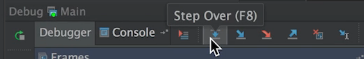 Debug Main
Step Over (F8)
Debugger Console
Frames